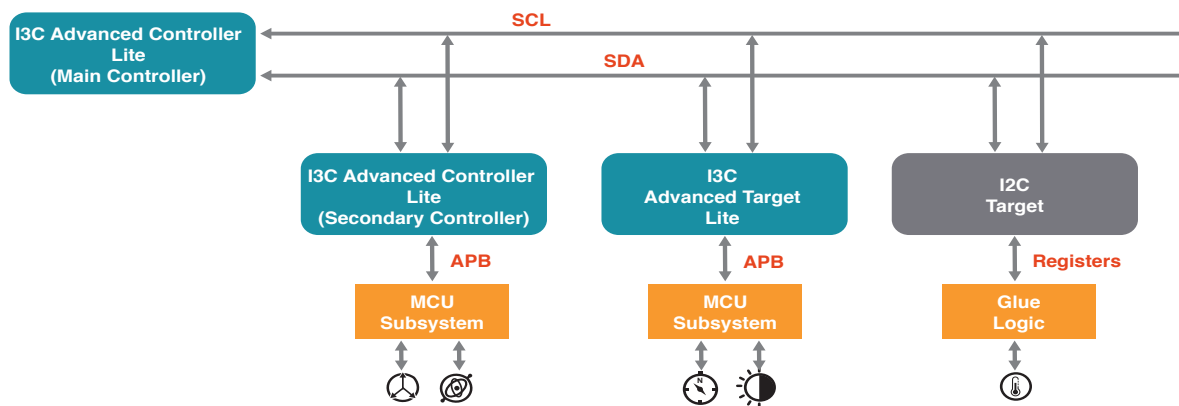 I3C Advanced Controller
Lite
(Main Controller)
SCL
SDA
I3C Advanced Controller
Lite
(Secondary Controller)
I3C
Advanced Target
Lite
I2C
Target
APB
APB
Registers
MCU
Subsystem
MCU
Subsystem
Glue
Logic
N